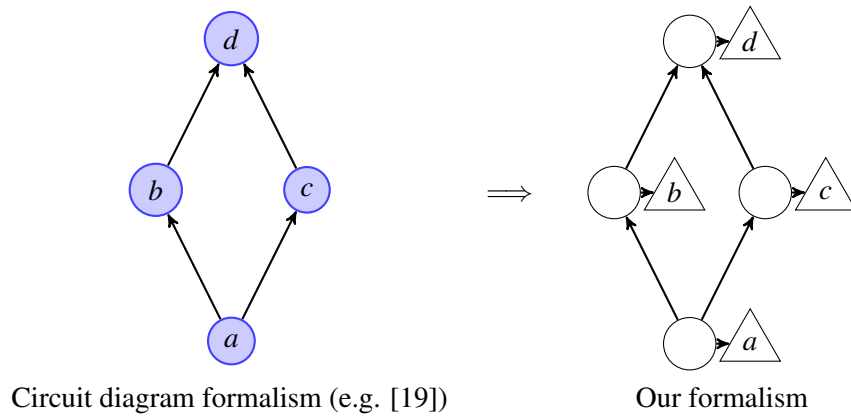 d d
b c ⟹ b c
a a
Circuit diagram formalism (e.g. [19]) Our formalism